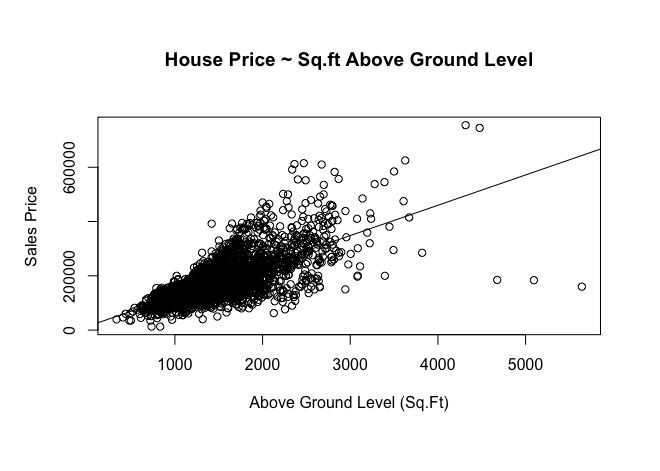 House Price ~ Sq.ft Above Ground Level
Sales Price
600000
200000
0
1000 2000 3000 4000 5000
Above Ground Level (Sq.Ft)